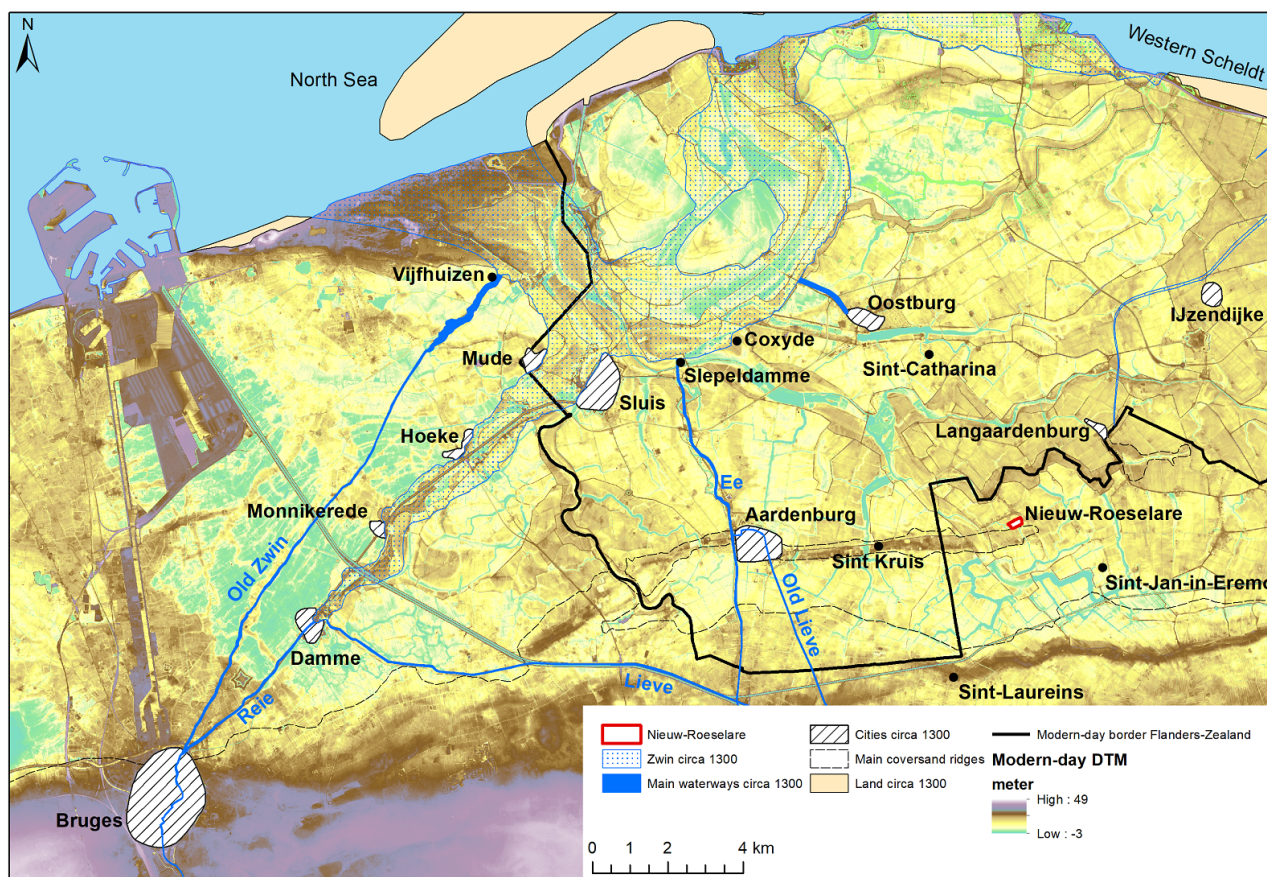 N
North Sea
Western Scheldt
Vijfhuizen
Oostburg
IJzendijke
Mude
Coxyde
Slepeldamme
Sint-Catharina
Sluis
Hoeke
Langaardenburg
Ee
Monnikerede
Aardenburg
Nieuw-Roeselare
Old Zwin
Sint Kruis
Old Lieve
Sint-Jan-in-Eremo
Damme
Lieve
Sint-Laureins
Reie
Bruges
Nieuw-Roeselare
Zwin circa 1300
Main waterways circa 1300
Cities circa 1300
Main coversand ridges
Land circa 1300
Modern-day border Flanders-Zealand
Modern-day DTM
meter
High : 49
Low : -3
0 1 2 4 km